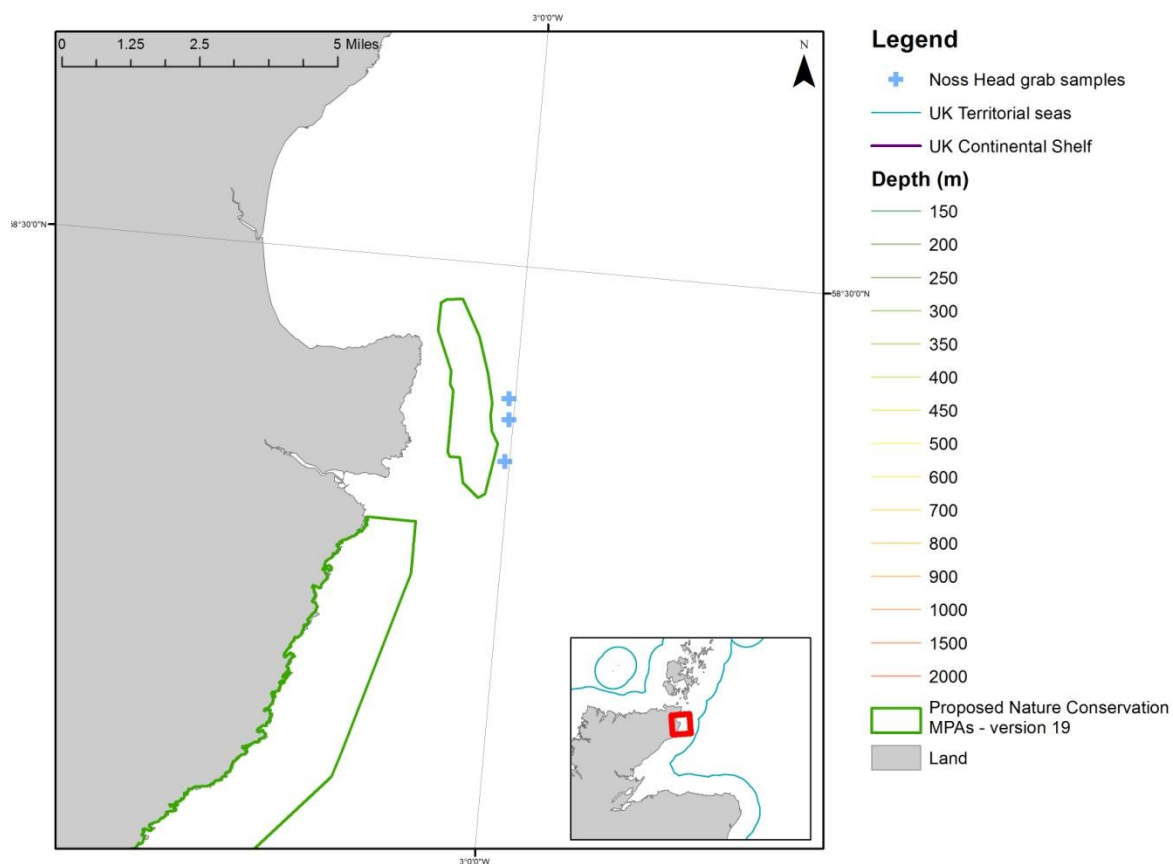 3°0'0"W
0 1.25 2.5 5 Miles
N
58°30'0"N
58°30'0"N
3°0'0"W
Legend
Noss Head grab samples
UK Territorial seas
UK Continental Shelf
Depth (m)
150
200
250
300
350
400
450
500
600
700
800
900
1000
1500
2000
Proposed Nature Conservation
MPAs - version 19
Land